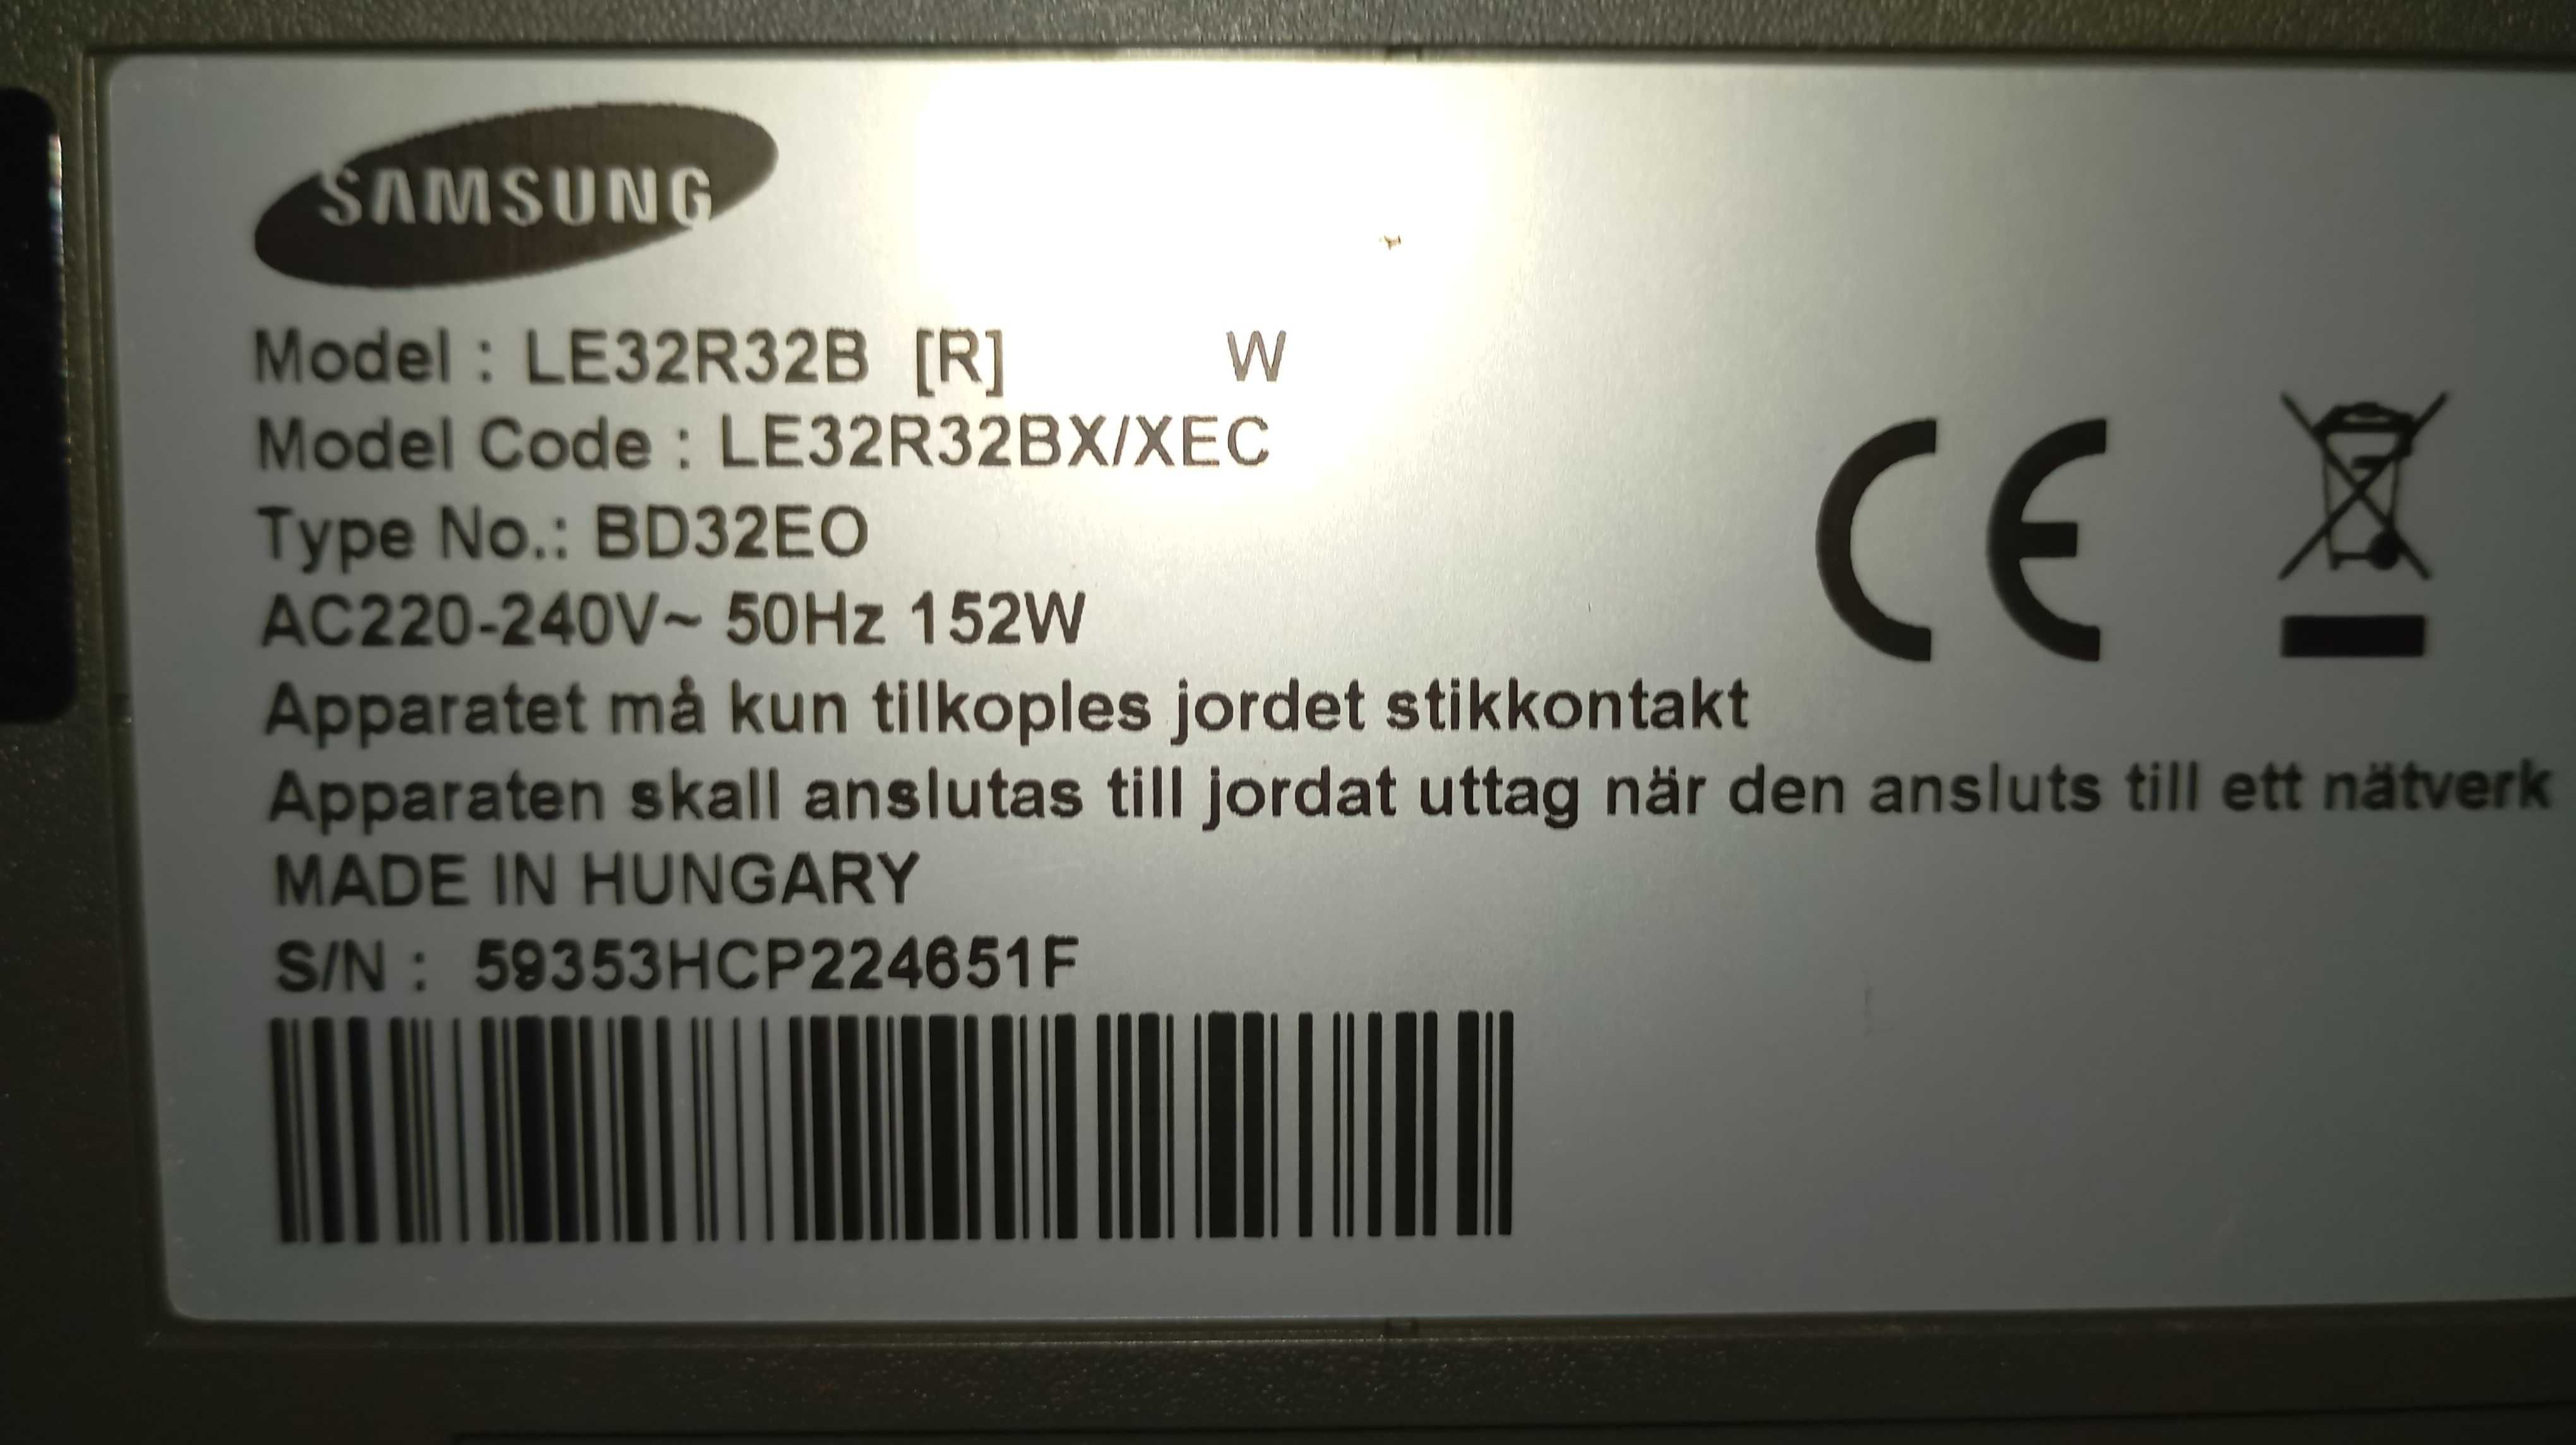 SAMSUNG
Model : LE32R32B [R] W
Model Code : LE32R32BX/XEC
Type No.: BD32EO
AC220-240V~ 50Hz 152W
Apparatet må kun tilkoples jordet stikkontakt
Apparaten skall anslutas till jordat uttag när den ansluts till ett nätverk
MADE IN HUNGARY
S/N : 59353HCP224651F
CE